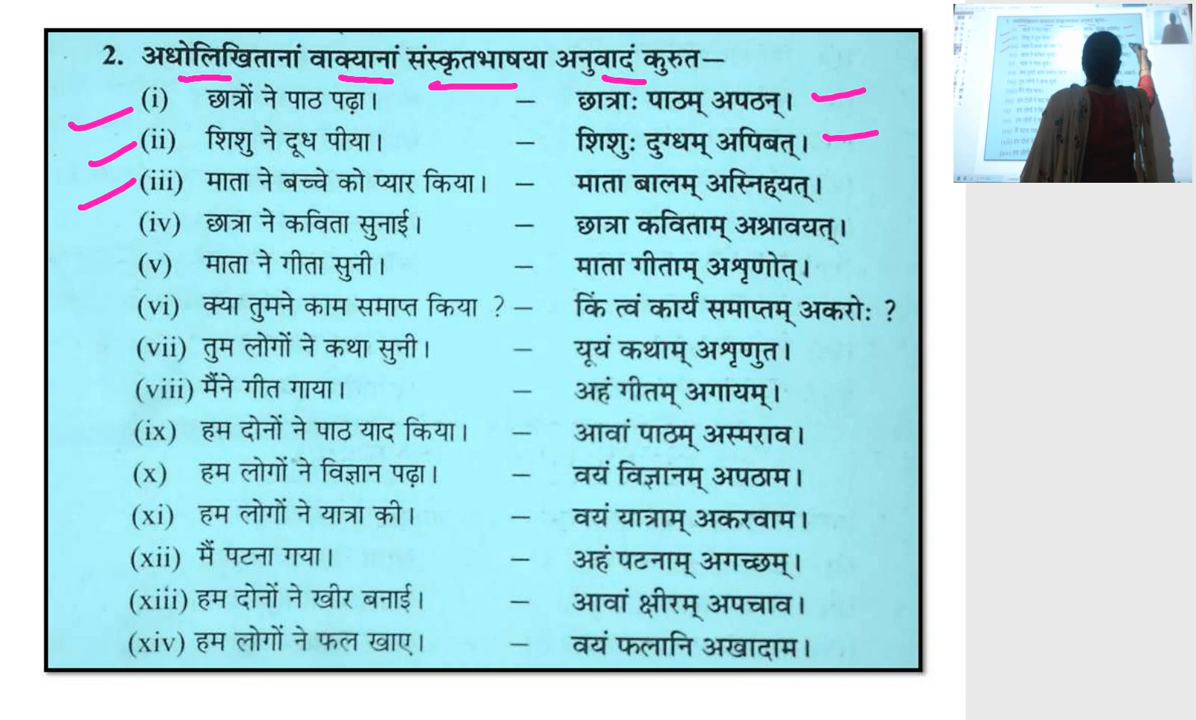 2. अधोलिखितानां वाक्यानां संस्कृतभाषया अनुवादं कुरुत–
(i) छात्रों ने पाठ पढ़ा। – छात्राः पाठम् अपठन्।
(ii) शिशु ने दूध पीया। – शिशुः दुग्धम् अपिबत्।
(iii) माता ने बच्चे को प्यार किया। – माता बालम् अस्निह्यत्।
(iv) छात्रा ने कविता सुनाई। – छात्रा कविताम् अश्रावयत्।
(v) माता ने गीता सुनी। – माता गीताम् अशृणोत्।
(vi) क्या तुमने काम समाप्त किया ? – किं त्वं कार्यं समाप्तम् अकरोः ?
(vii) तुम लोगों ने कथा सुनी। – यूयं कथाम् अशृणुत।
(viii) मैंने गीत गाया। – अहं गीतम् अगायम्।
(ix) हम दोनों ने पाठ याद किया। – आवां पाठम् अस्मराव।
(x) हम लोगों ने विज्ञान पढ़ा। – वयं विज्ञानम् अपठाम।
(xi) हम लोगों ने यात्रा की। – वयं यात्राम् अकरवाम।
(xii) मैं पटना गया। – अहं पटनाम् अगच्छम्।
(xiii) हम दोनों ने खीर बनाई। – आवां क्षीरम् अपचाव।
(xiv) हम लोगों ने फल खाए। – वयं फलानि अखादाम।